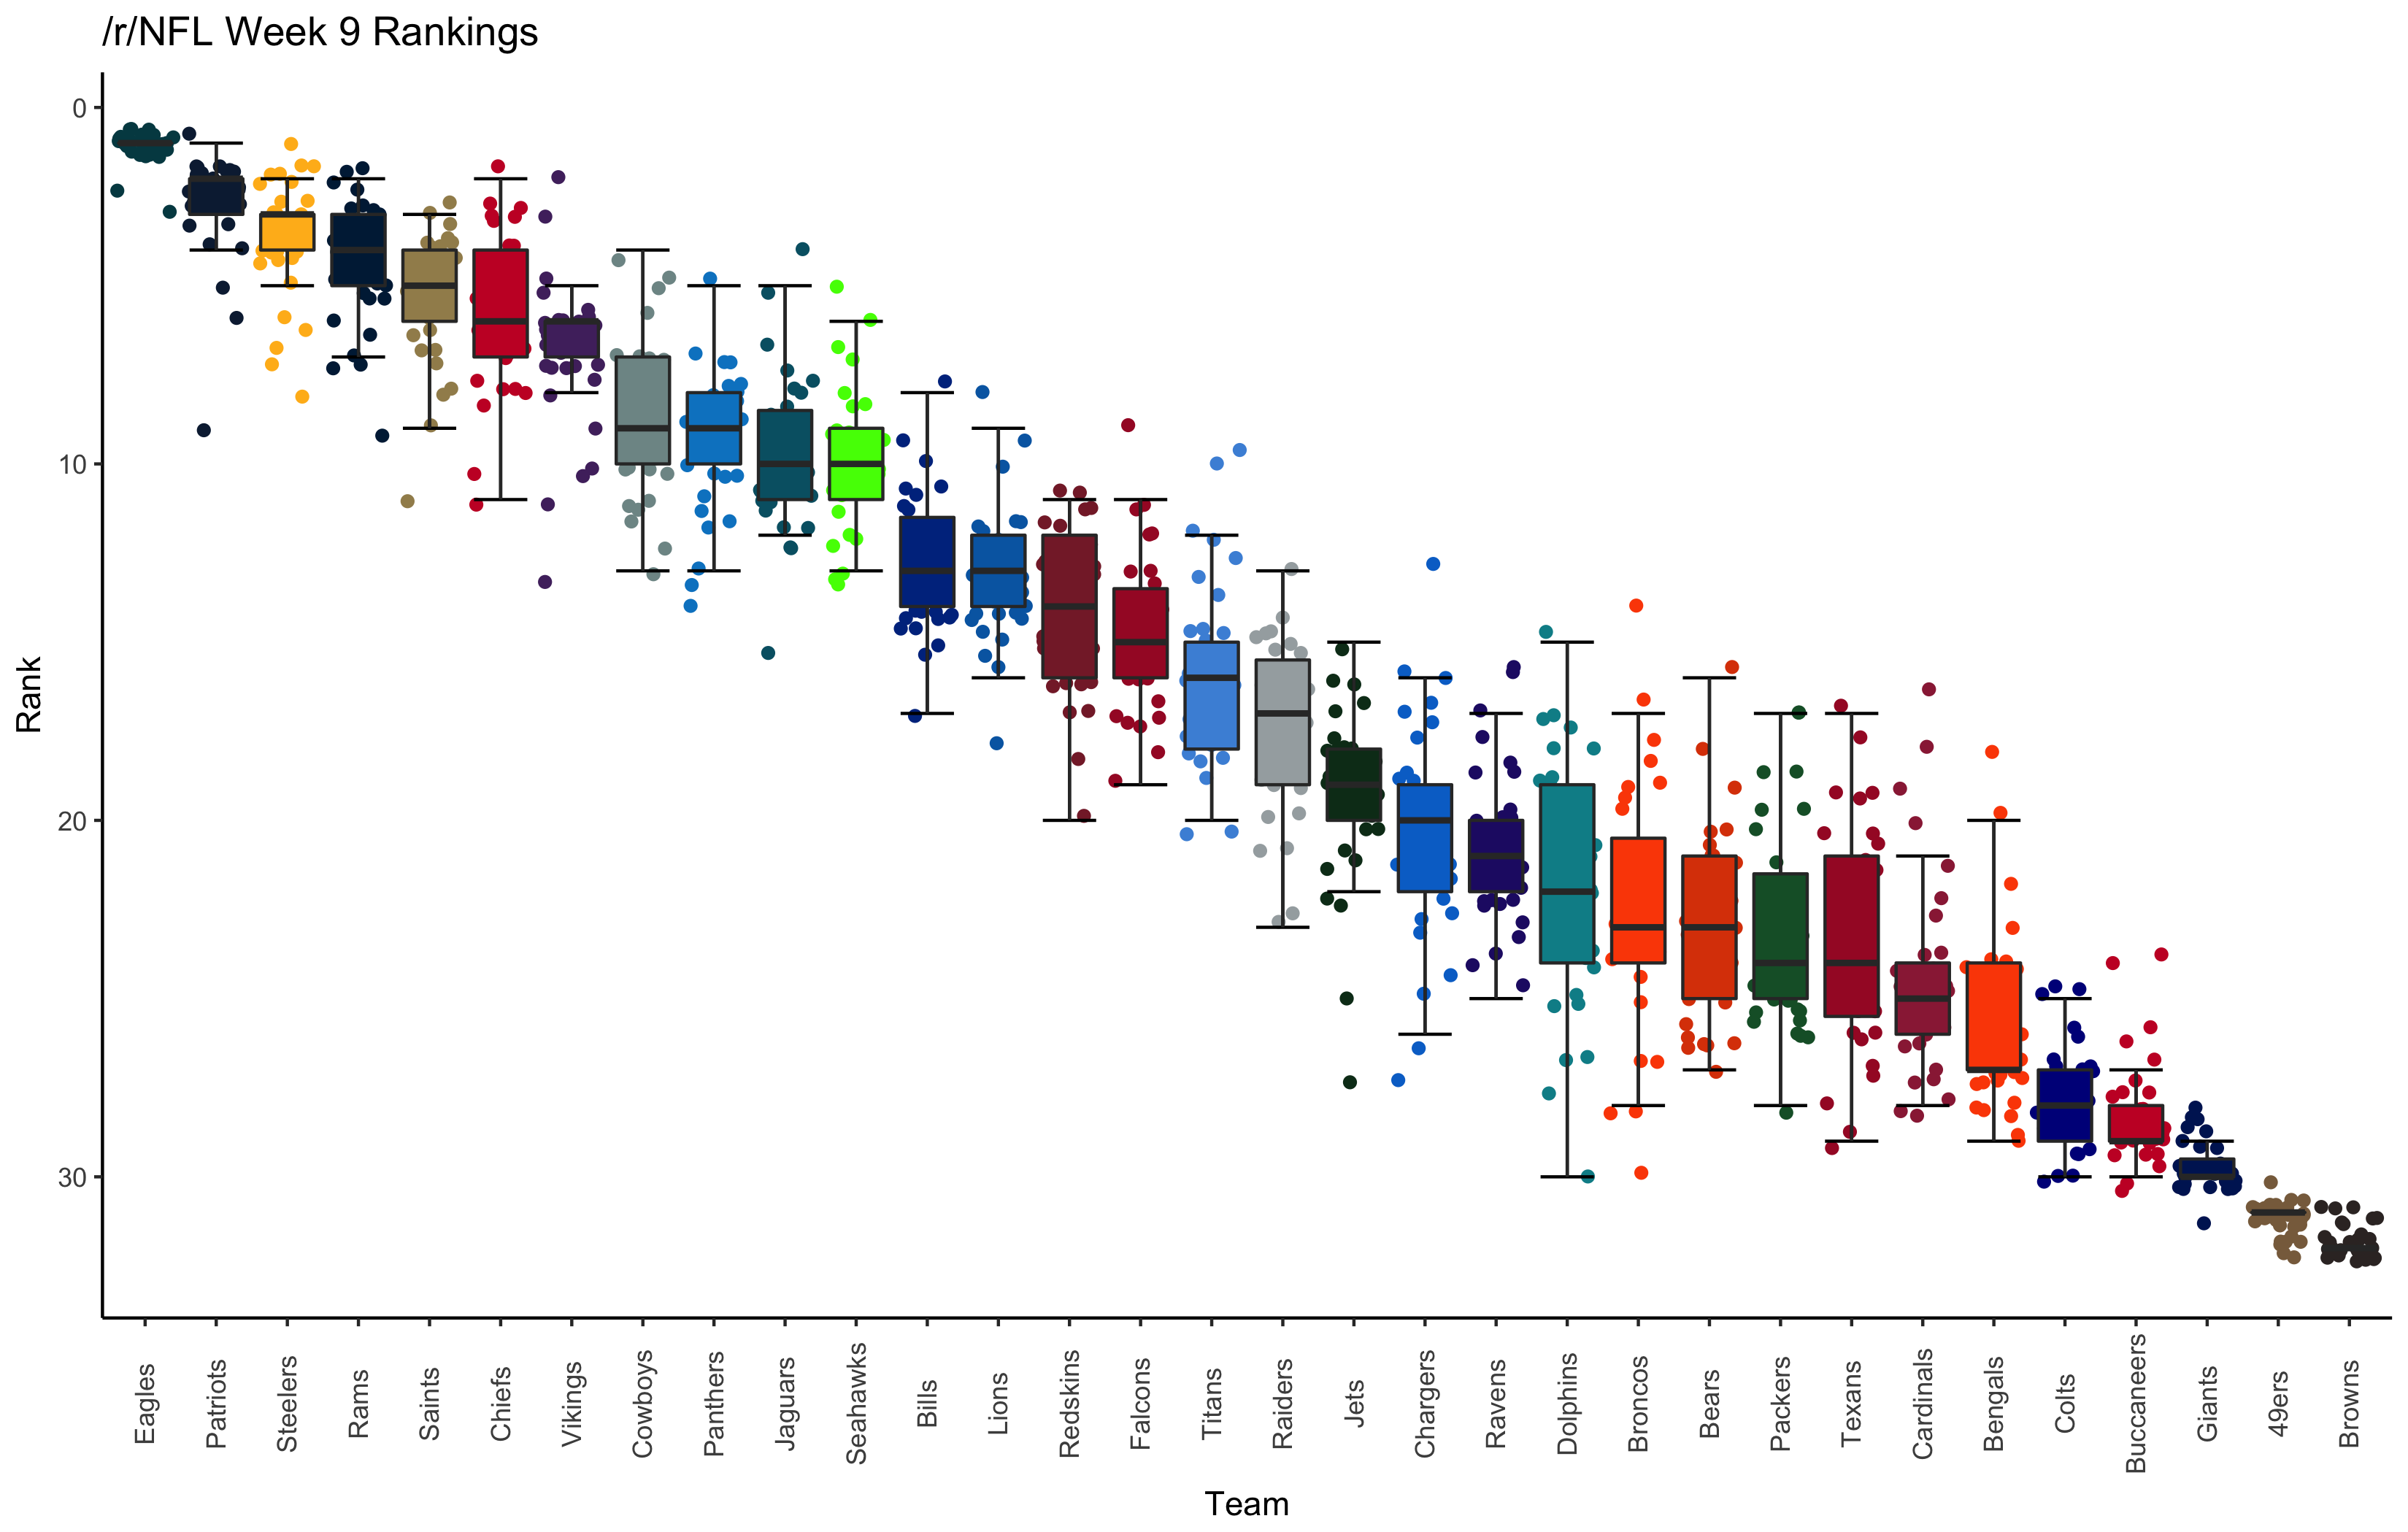 /r/NFL Week 9 Rankings
0
10
20
30
Rank
Eagles
Patriots
Steelers
Rams
Saints
Chiefs
Vikings
Cowboys
Panthers
Jaguars
Seahawks
Bills
Lions
Redskins
Falcons
Titans
Raiders
Jets
Chargers
Ravens
Dolphins
Broncos
Bears
Packers
Texans
Cardinals
Bengals
Colts
Buccaneers
Giants
49ers
Browns
Team